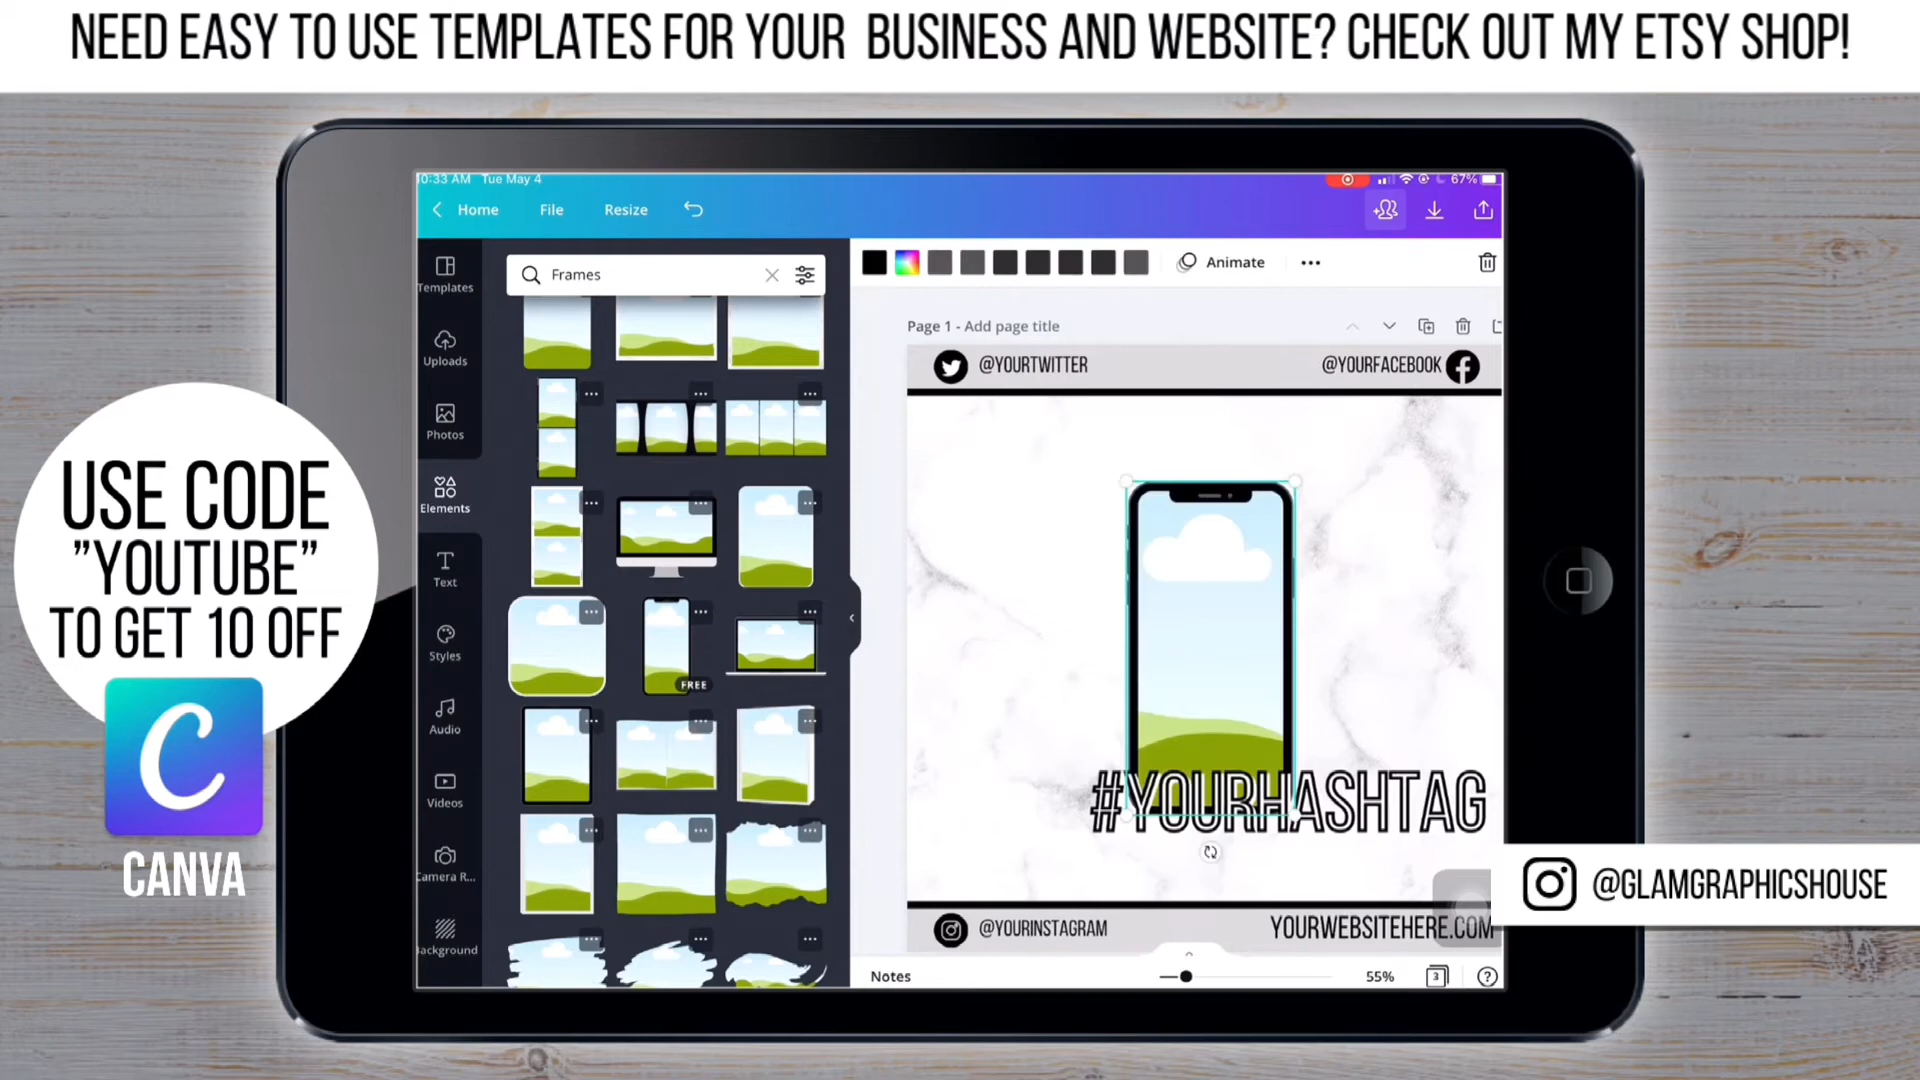 NEED EASY TO USE TEMPLATES FOR YOUR BUSINESS AND WEBSITE? CHECK OUT MY ETSY SHOP!
0:33 AM Tue May 4
67%
Home File Resize
Templates
Uploads
Photos
Elements
Text
Styles
Audio
Videos
Camera R...
Background
Frames
FREE
Animate
Page 1 - Add page title
@YOURTWITTER
@YOURFACEBOOK
#YOURHASHTAG
@YOURINSTAGRAM
YOURWEBSITEHERE.COM
Notes
55%
3
?
USE CODE
"YOUTUBE"
TO GET 10 OFF
C
CANVA
@GLAMGRAPHICSHOUSE